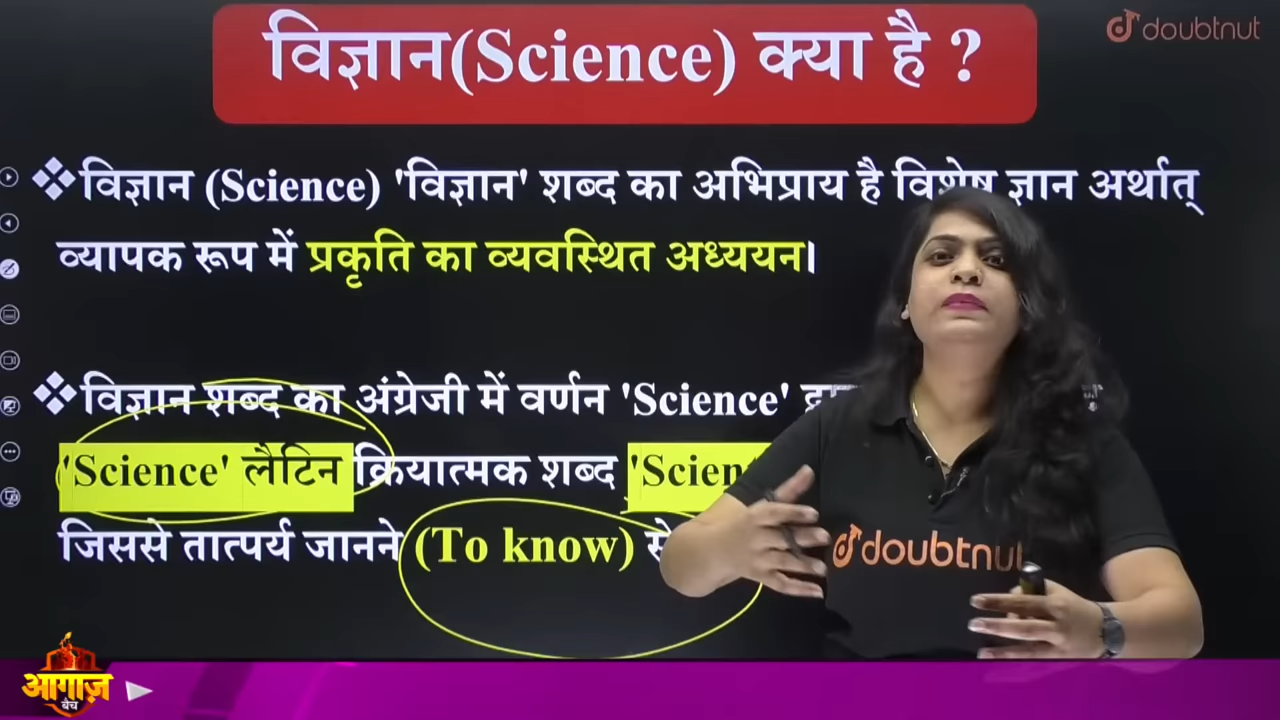 विज्ञान(Science) क्या है ?
doubtnut
❖विज्ञान (Science) 'विज्ञान' शब्द का अभिप्राय है विशेष ज्ञान अर्थात्
व्यापक रूप में प्रकृति का व्यवस्थित अध्ययन।
❖विज्ञान शब्द का अंग्रेजी में वर्णन 'Science'
'Science' लैटिन क्रियात्मक शब्द
जिससे तात्पर्य जानने (To know) से
doubtnut
आगाज़
बैच